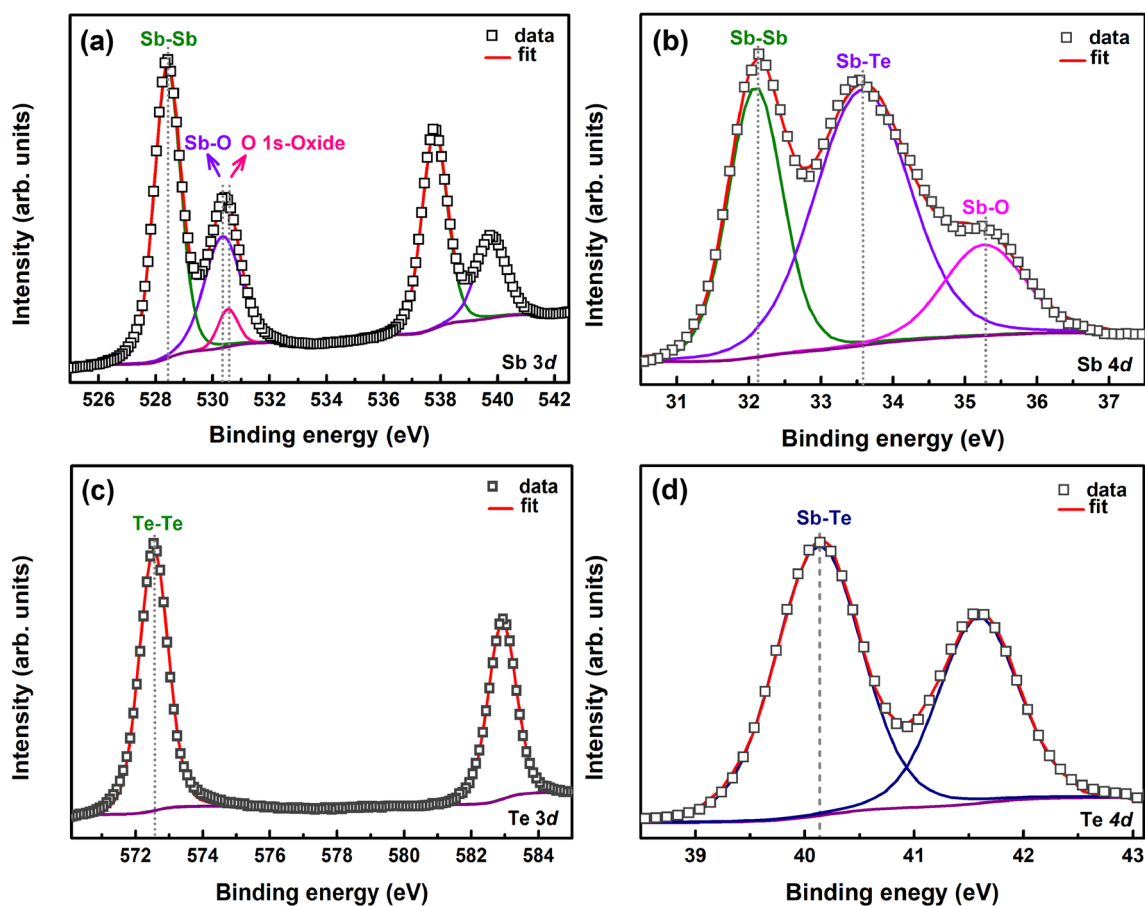 (a)
Sb-Sb
data
fit
Sb-O
O 1s-Oxide
Intensity (arb. units)
Sb 3d
526 528 530 532 534 536 538 540 542
Binding energy (eV)
(b)
Sb-Sb
data
fit
Sb-Te
Sb-O
Intensity (arb. units)
Sb 4d
31 32 33 34 35 36 37
Binding energy (eV)
(c)
data
fit
Te-Te
Intensity (arb. units)
Te 3d
572 574 576 578 580 582 584
Binding energy (eV)
(d)
data
fit
Sb-Te
Intensity (arb. units)
Te 4d
39 40 41 42 43
Binding enegy (eV)